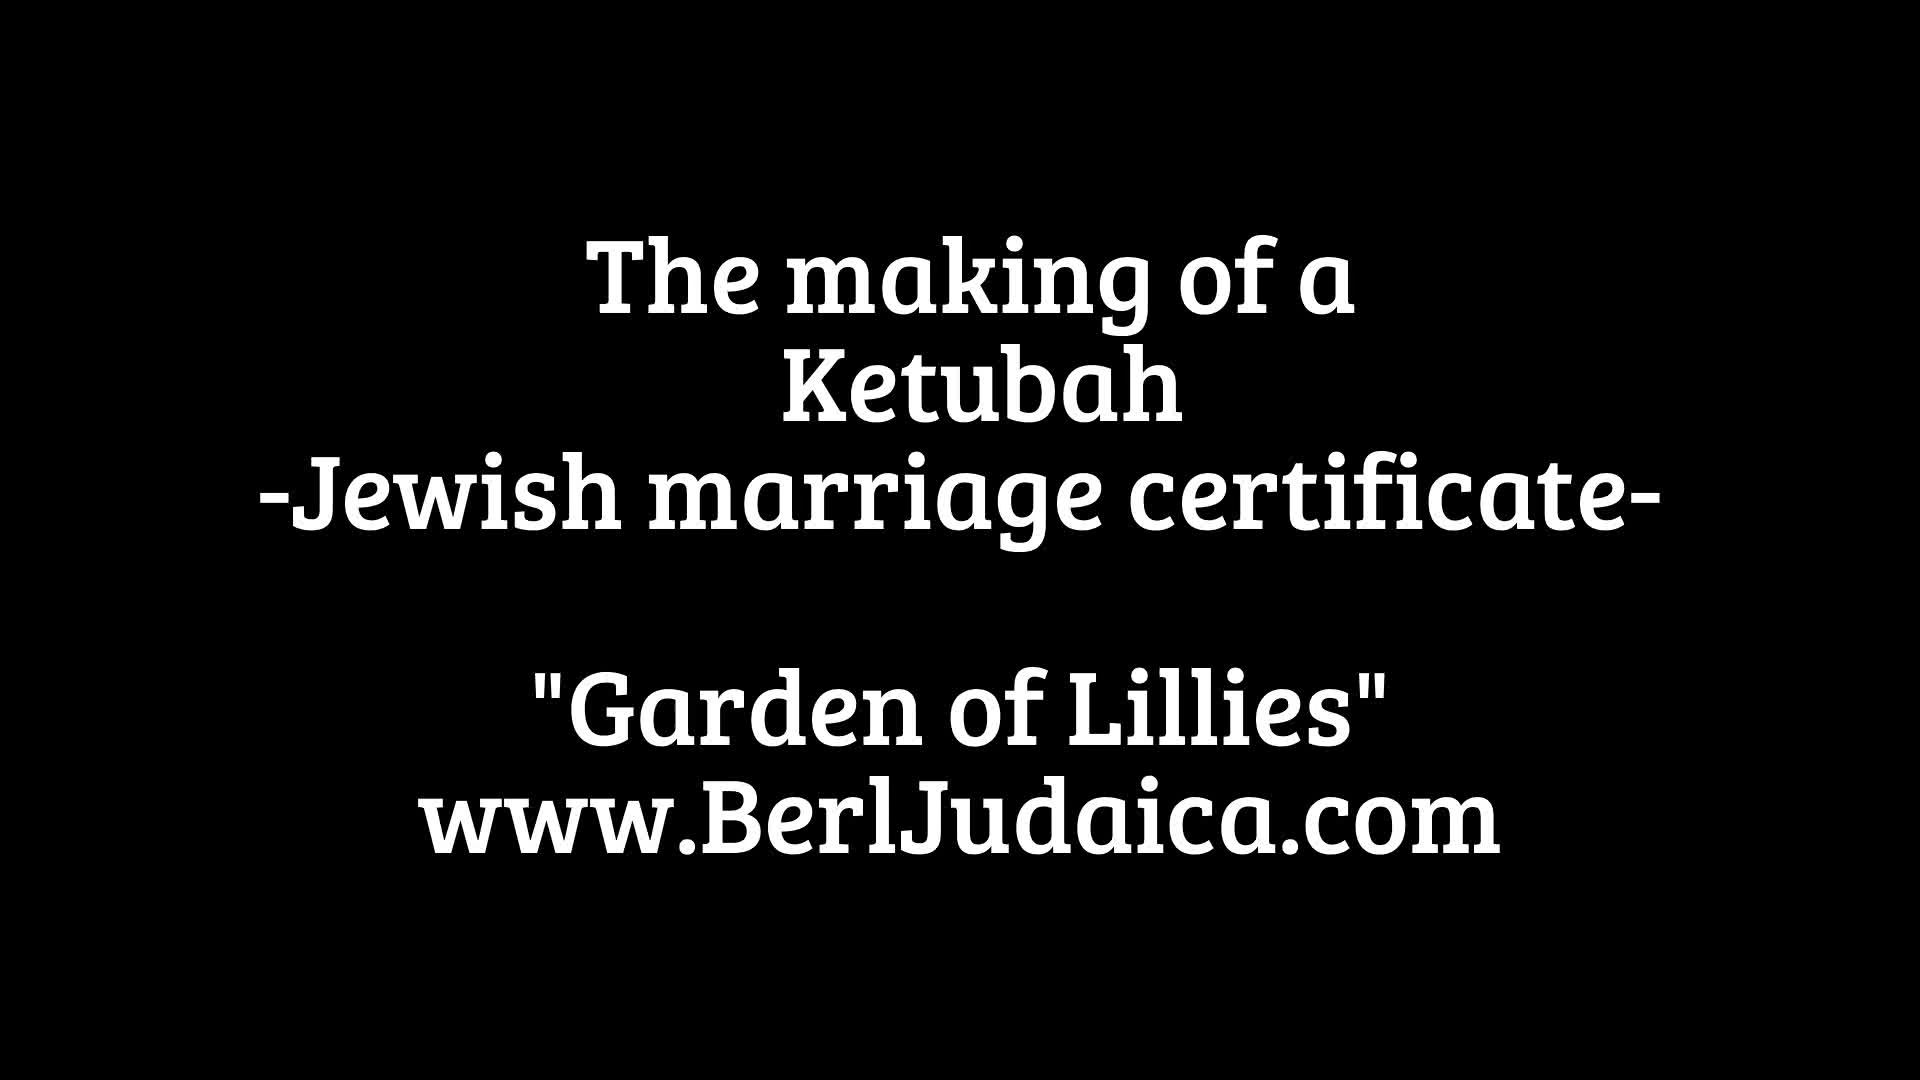 The making of a
Ketubah
-Jewish marriage certificate-
"Garden of Lillies"
www.BerlJudaica.com